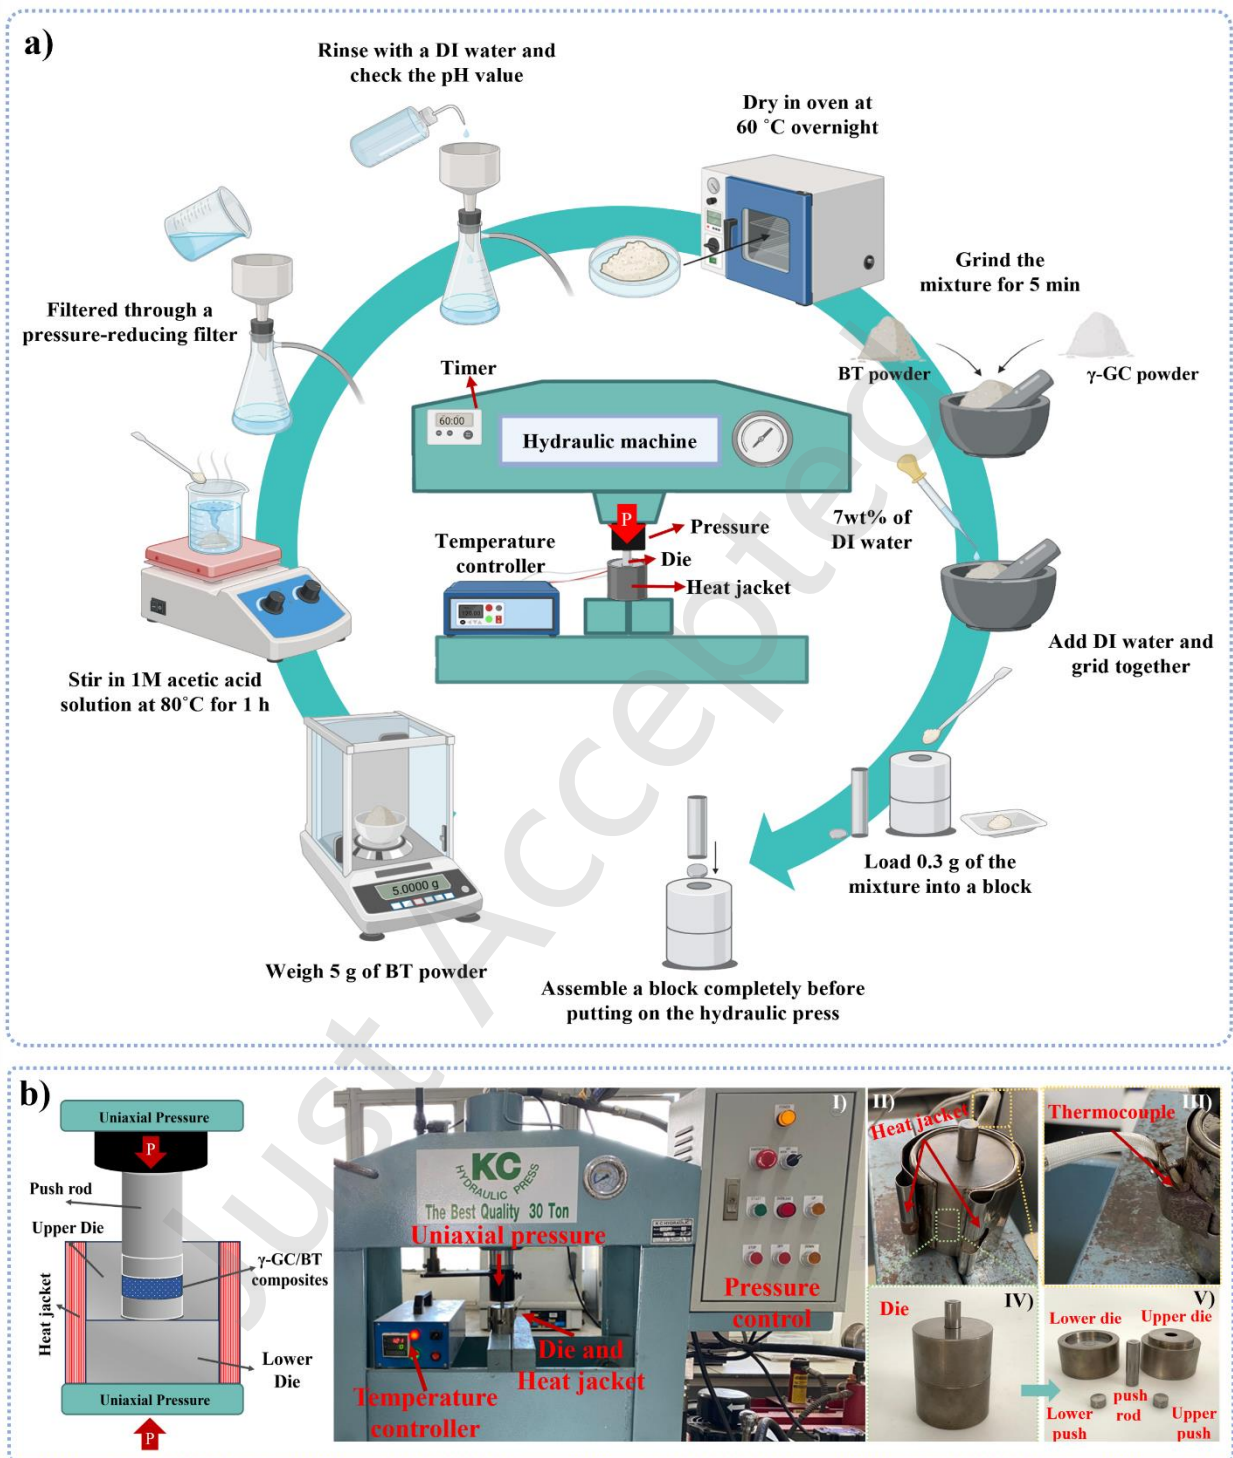 a)
Rinse with a DI water and
check the pH value
Dry in oven at
60 ˚C overnight
Grind the
mixture for 5 min
BT powder
γ-GC powder
Filtered through a
pressure-reducing filter
Timer
60:00
Hydraulic machine
P
Pressure
Die
Heat jacket
Temperature
controller
7wt% of
DI water
Add DI water and
grid together
Stir in 1M acetic acid
solution at 80˚C for 1 h
5.0000 g
Weigh 5 g of BT powder
Load 0.3 g of the
mixture into a block
Assemble a block completely before
putting on the hydraulic press
Just Accepted
b)
Uniaxial Pressure
P
Push rod
Upper Die
γ-GC/BT
composites
Heat jacket
Lower
Die
Uniaxial Pressure
P
I)
KC
HYDRAULIC PRESS
The Best Quality 30 Ton
Uniaxial pressure
Pressure
control
Die and
Heat jacket
Temperature
controller
II)
Heat jacket
III)
Thermocouple
IV)
Die
V)
Lower die
Upper die
push
rod
Lower
push
Upper
push